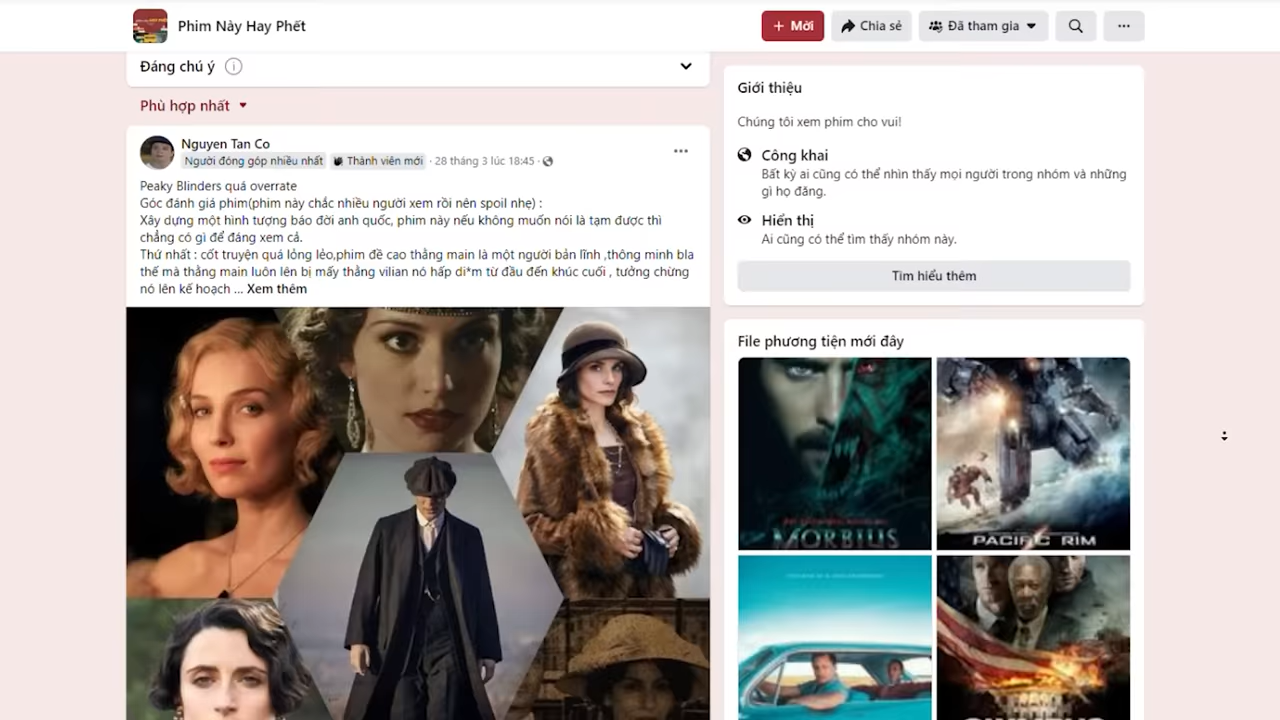 Phim Này Hay Phết
+ Mời
Chia sẻ
Đã tham gia
Đáng chú ý
Phù hợp nhất
Nguyen Tan Co
Người đóng góp nhiều nhất
Thành viên mới · 28 tháng 3 lúc 18:45 ·
Peaky Blinders quá overrate
Góc đánh giá phim(phim này chắc nhiều người xem rồi nên spoil nhẹ) :
Xây dựng một hình tượng báo đời anh quốc, phim này nếu không muốn nói là tạm được thì
chẳng có gì để đáng xem cả.
Thứ nhất : cốt truyện quá lỏng lẻo,phim đề cao thằng main là một người bản lĩnh ,thông minh bla
thế mà thằng main luôn lên bị mấy thằng vilian nó hấp di*m từ đầu đến khúc cuối , tưởng chừng
nó lên kế hoạch ... Xem thêm
Giới thiệu
Chúng tôi xem phim cho vui!
Công khai
Bất kỳ ai cũng có thể nhìn thấy mọi người trong nhóm và những
gì họ đăng.
Hiển thị
Ai cũng có thể tìm thấy nhóm này.
Tìm hiểu thêm
File phương tiện mới đây
MORBIUS
PACIFIC RIM